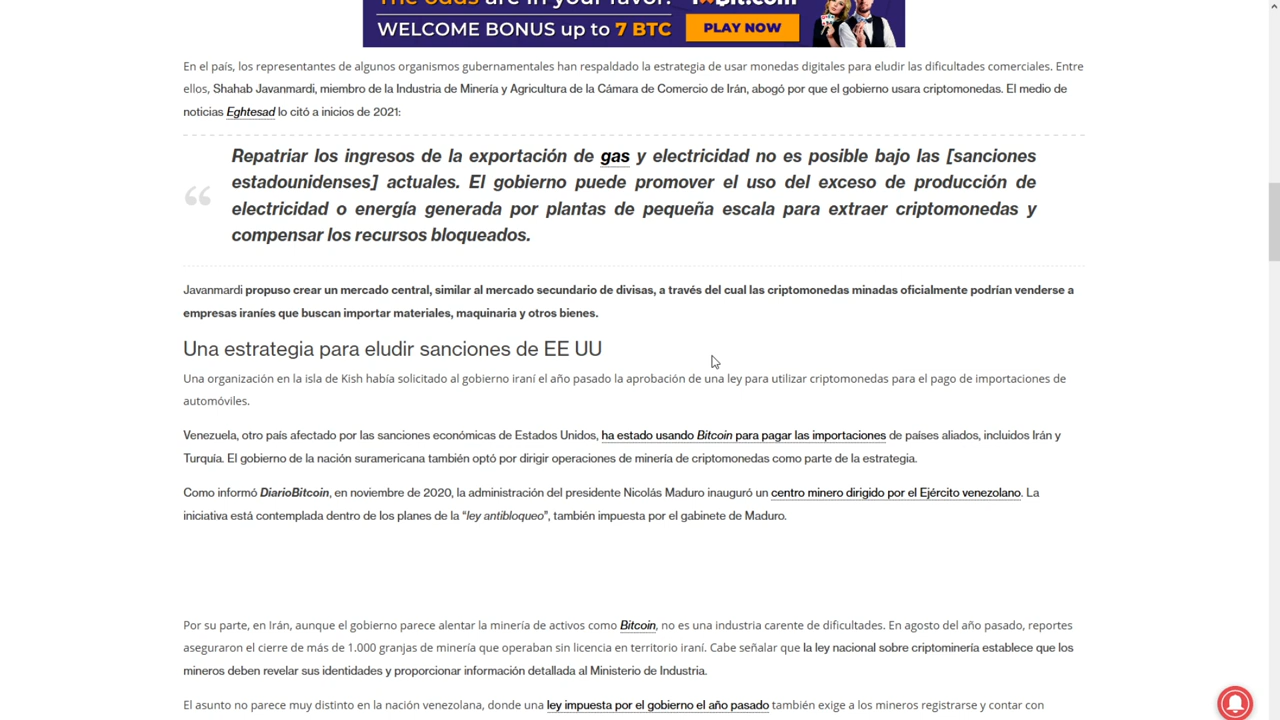 The odds are in your favor!
WELCOME BONUS up to 7 BTC PLAY NOW
En el país, los representantes de algunos organismos gubernamentales han respaldado la estrategia de usar monedas digitales para eludir las dificultades comerciales. Entre
ellos, Shahab Javanmardi, miembro de la Industria de Minería y Agricultura de la Cámara de Comercio de Irán, abogó por que el gobierno usara criptomonedas. El medio de
noticias Eghtesad lo citó a inicios de 2021:
Repatriar los ingresos de la exportación de gas y electricidad no es posible bajo las [sanciones
estadounidenses] actuales. El gobierno puede promover el uso del exceso de producción de
electricidad o energía generada por plantas de pequeña escala para extraer criptomonedas y
compensar los recursos bloqueados.
Javanmardi propuso crear un mercado central, similar al mercado secundario de divisas, a través del cual las criptomonedas minadas oficialmente podrían venderse a
empresas iraníes que buscan importar materiales, maquinaria y otros bienes.
Una estrategia para eludir sanciones de EE UU
Una organización en la isla de Kish había solicitado al gobierno iraní el año pasado la aprobación de una ley para utilizar criptomonedas para el pago de importaciones de
automóviles.
Venezuela, otro país afectado por las sanciones económicas de Estados Unidos, ha estado usando Bitcoin para pagar las importaciones de países aliados, incluidos Irán y
Turquía. El gobierno de la nación suramericana también optó por dirigir operaciones de minería de criptomonedas como parte de la estrategia.
Como informó DiarioBitcoin, en noviembre de 2020, la administración del presidente Nicolás Maduro inauguró un centro minero dirigido por el Ejército venezolano. La
iniciativa está contemplada dentro de los planes de la “ley antibloqueo”, también impuesta por el gabinete de Maduro.
Por su parte, en Irán, aunque el gobierno parece alentar la minería de activos como Bitcoin, no es una industria carente de dificultades. En agosto del año pasado, reportes
aseguraron el cierre de más de 1.000 granjas de minería que operaban sin licencia en territorio iraní. Cabe señalar que la ley nacional sobre criptominería establece que los
mineros deben revelar sus identidades y proporcionar información detallada al Ministerio de Industria.
El asunto no parece muy distinto en la nación venezolana, donde una ley impuesta por el gobierno el año pasado también exige a los mineros registrarse y contar con